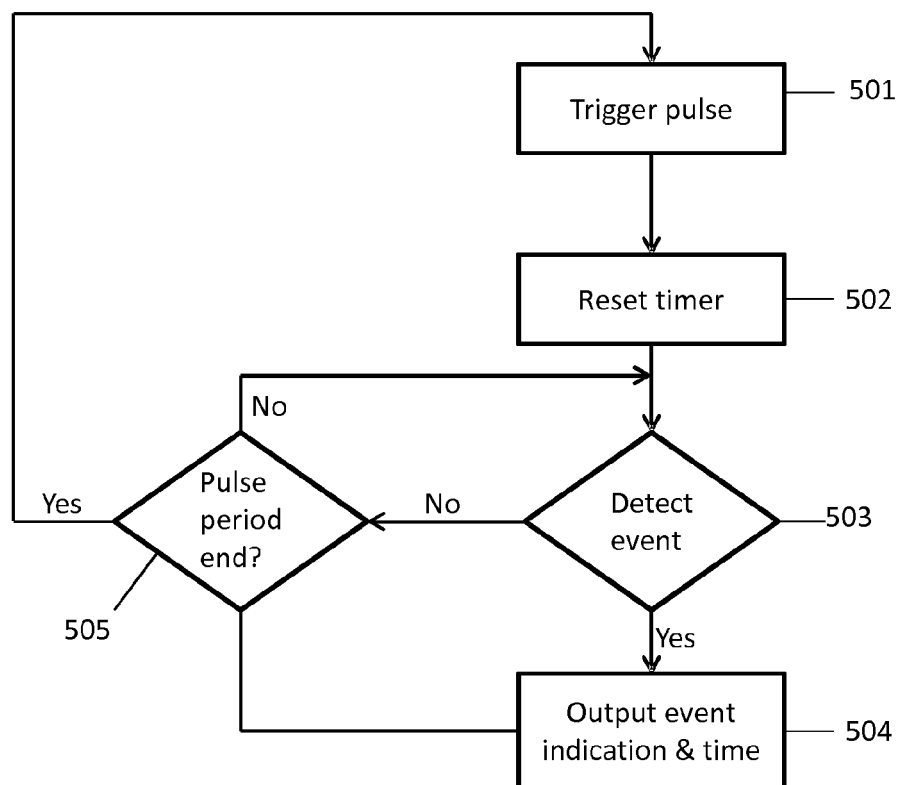 Trigger pulse
501
Reset timer
502
No
Pulse
period
end?
Yes
No
Detect
event
503
505
Yes
Output event
indication & time
504